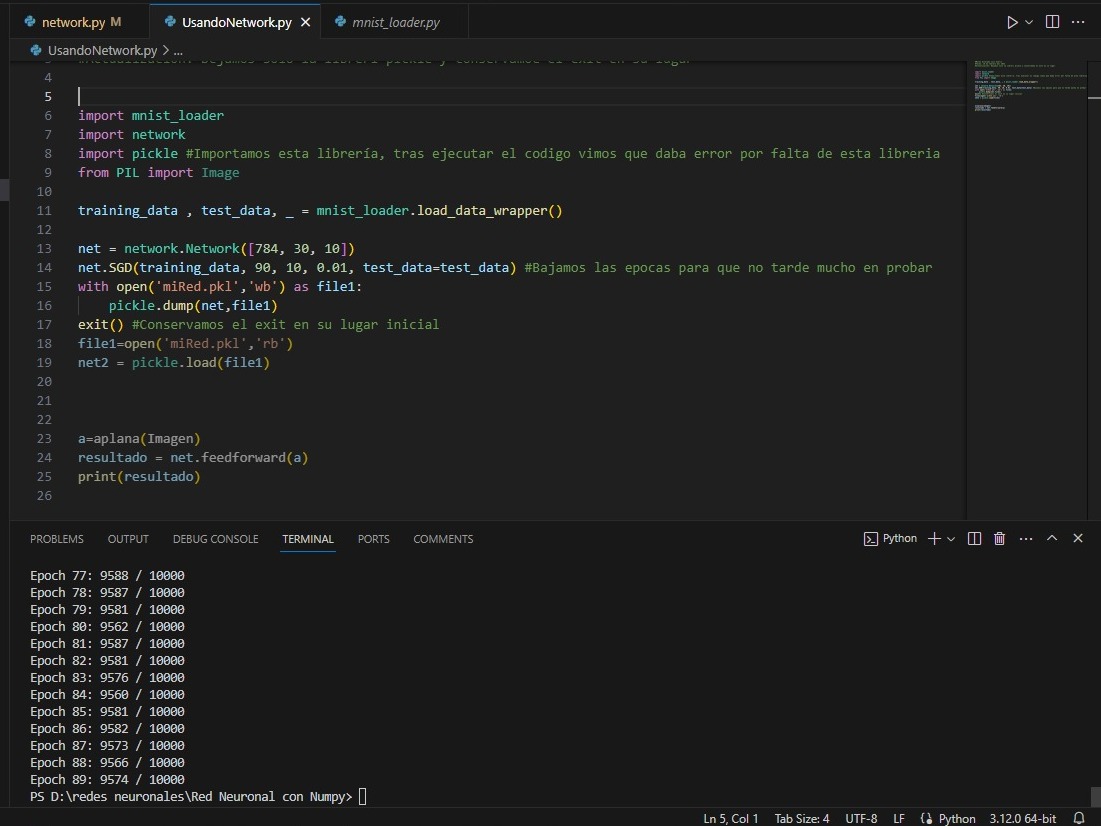 network.py M
UsandoNetwork.py
mnist_loader.py
UsandoNetwork.py > ...
4
5
6 import mnist_loader
7 import network
8 import pickle #Importamos esta librería, tras ejecutar el codigo vimos que daba error por falta de esta libreria
9 from PIL import Image
10
11 training_data , test_data, _ = mnist_loader.load_data_wrapper()
12
13 net = network.Network([784, 30, 10])
14 net.SGD(training_data, 90, 10, 0.01, test_data=test_data) #Bajamos las epocas para que no tarde mucho en probar
15 with open('miRed.pkl','wb') as file1:
16 pickle.dump(net,file1)
17 exit() #Conservamos el exit en su lugar inicial
18 file1=open('miRed.pkl','rb')
19 net2 = pickle.load(file1)
20
21
22
23 a=aplana(Imagen)
24 resultado = net.feedforward(a)
25 print(resultado)
26
PROBLEMS OUTPUT DEBUG CONSOLE TERMINAL PORTS COMMENTS
Python
Epoch 77: 9588 / 10000
Epoch 78: 9587 / 10000
Epoch 79: 9581 / 10000
Epoch 80: 9562 / 10000
Epoch 81: 9587 / 10000
Epoch 82: 9581 / 10000
Epoch 83: 9576 / 10000
Epoch 84: 9560 / 10000
Epoch 85: 9581 / 10000
Epoch 86: 9582 / 10000
Epoch 87: 9573 / 10000
Epoch 88: 9566 / 10000
Epoch 89: 9574 / 10000
PS D:\redes neuronales\Red Neuronal con Numpy>
Ln 5, Col 1 Tab Size: 4 UTF-8 LF Python 3.12.0 64-bit